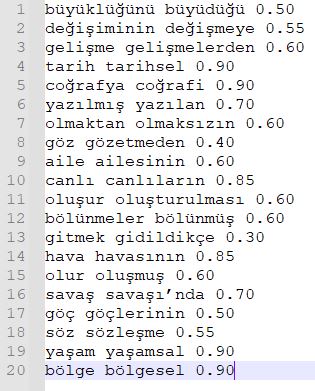 1 büyüklüğünü büyüdüğü 0.50
2 değişiminin değişmeye 0.55
3 gelişme gelişmelerden 0.60
4 tarih tarihsel 0.90
5 coğrafya coğrafi 0.90
6 yazılmış yazılan 0.70
7 olmaktan olmaksızın 0.60
8 göz gözetmeden 0.40
9 aile ailesinin 0.60
10 canlı canlıların 0.85
11 oluşur oluşturulması 0.60
12 bölünmeler bölünmüş 0.60
13 gitmek gidildikçe 0.30
14 hava havasının 0.85
15 olur oluşmuş 0.60
16 savaş savaşı’nda 0.70
17 göç göçlerinin 0.50
18 söz sözleşme 0.55
19 yaşam yaşamsal 0.90
20 bölge bölgesel 0.90